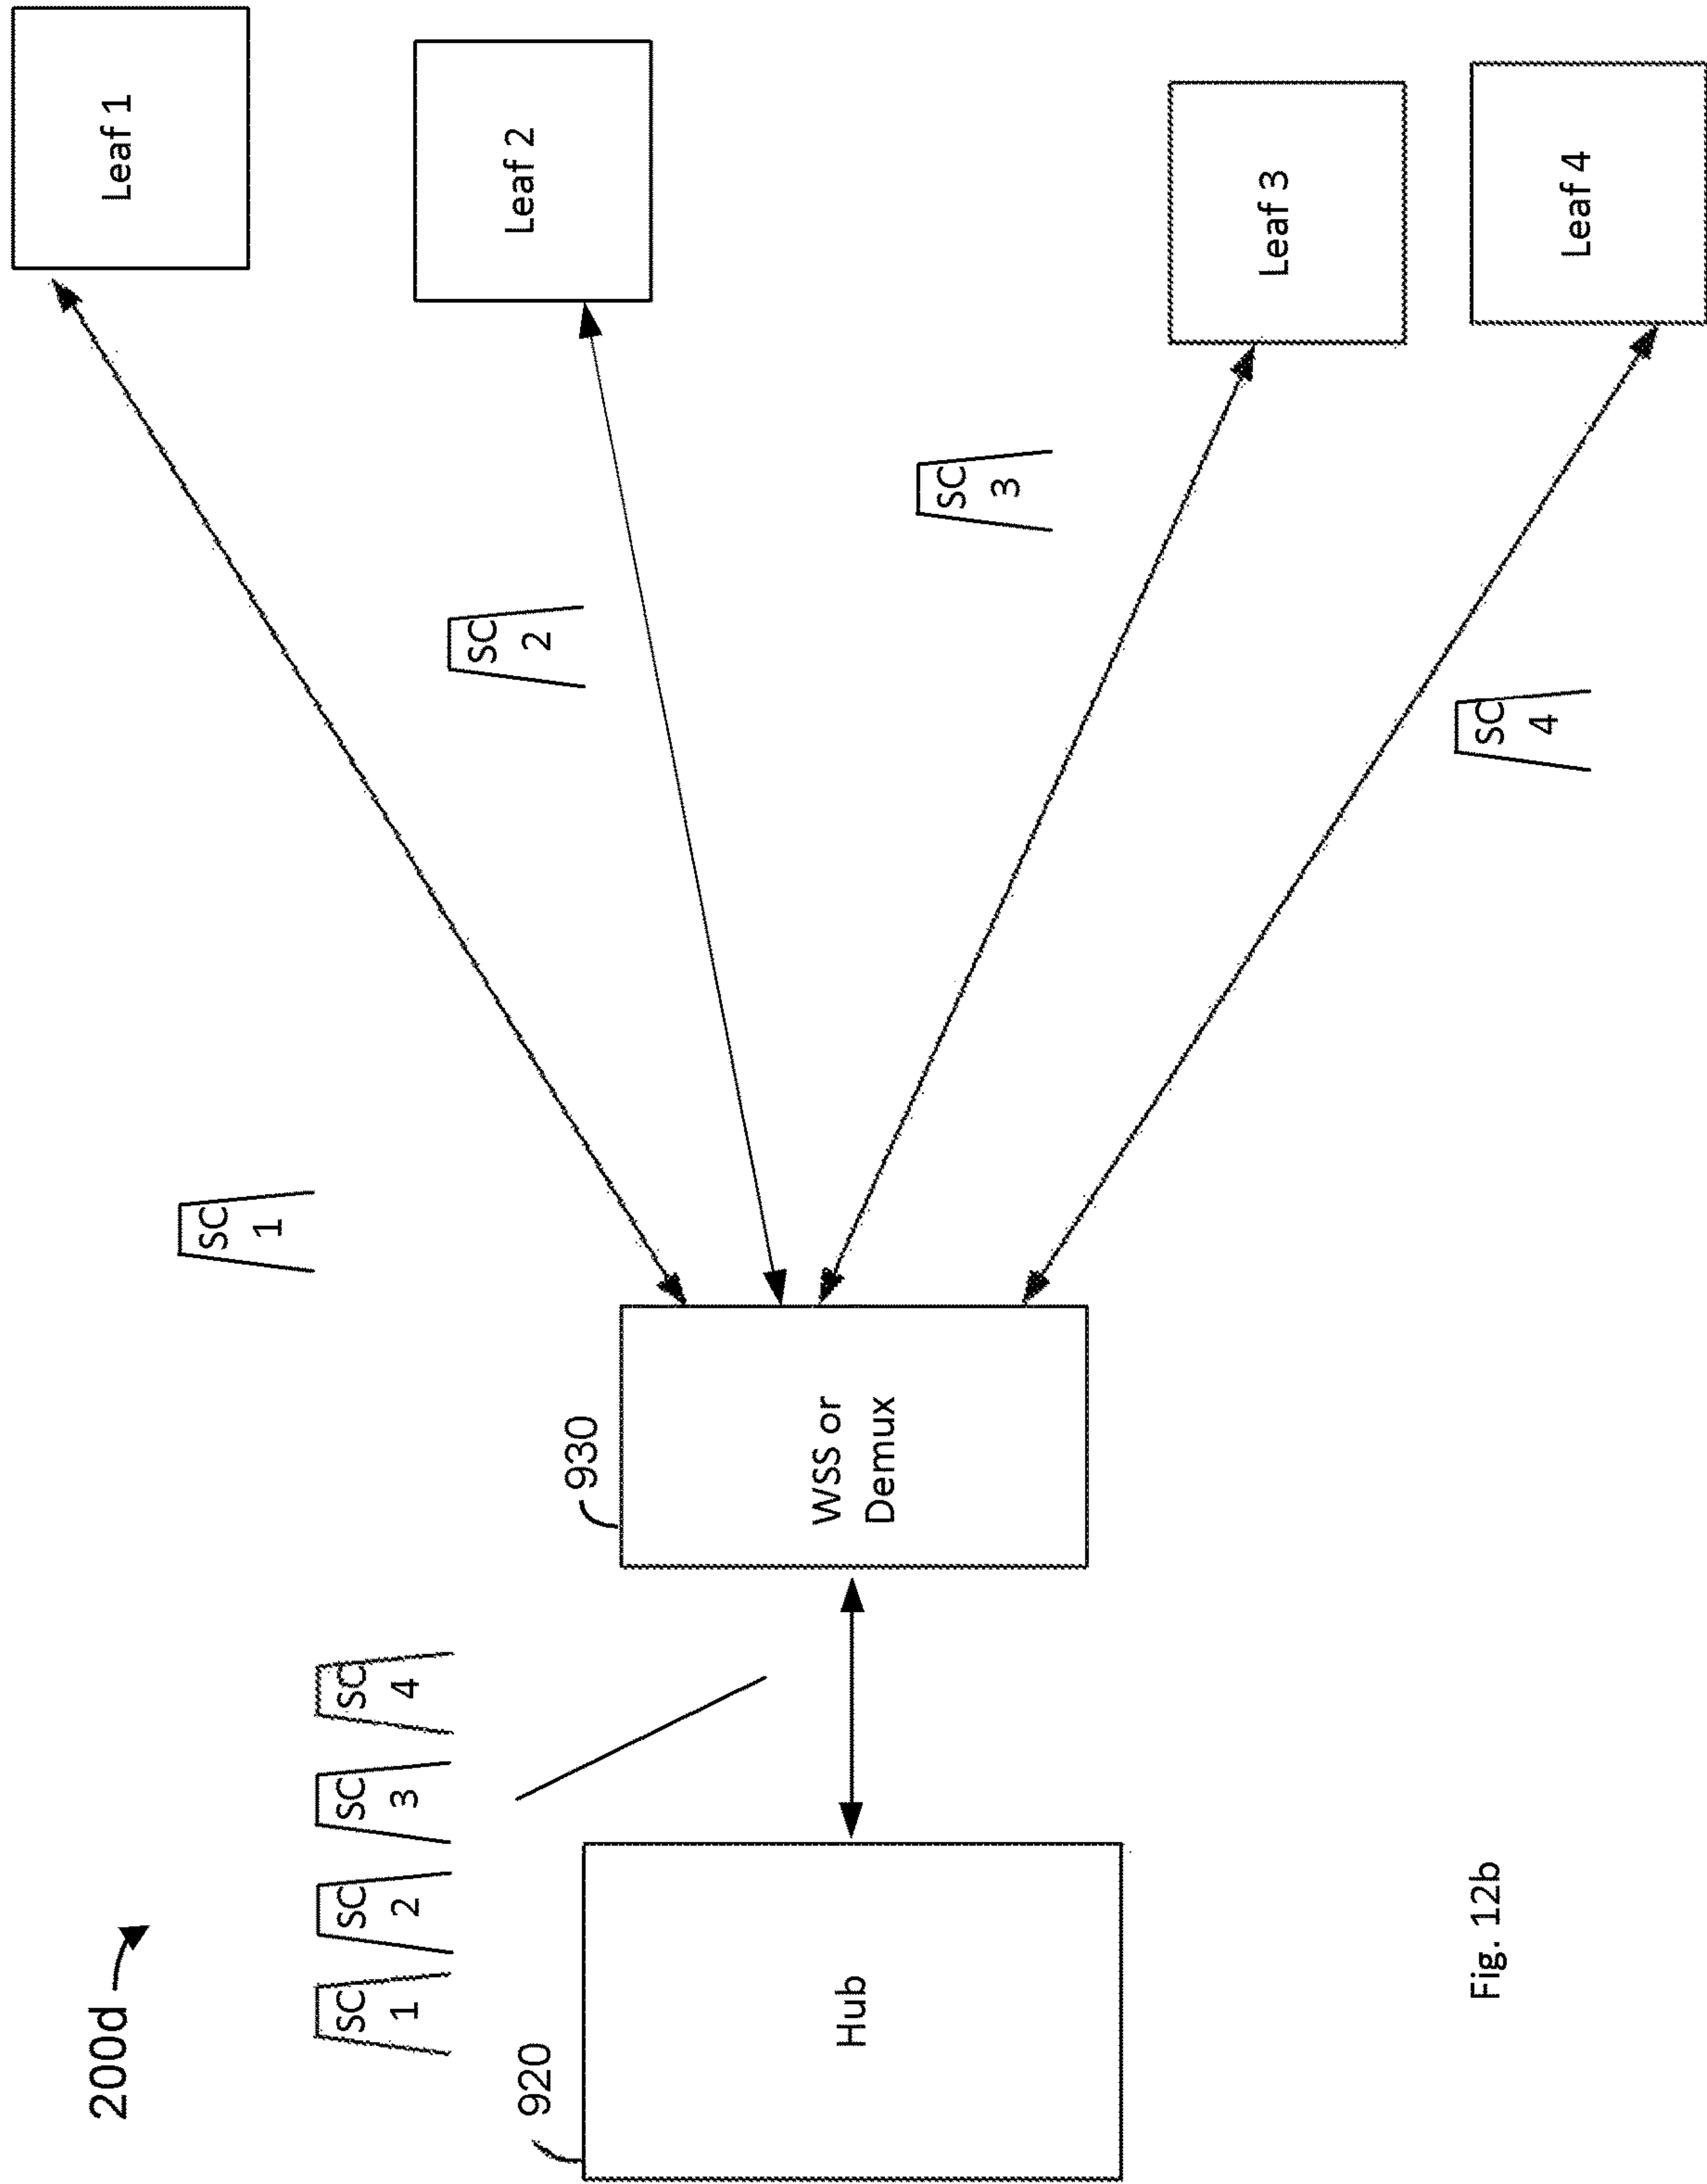 200d
SC
1
SC
2
SC
3
SC
4
920
Hub
930
WSS or
Demux
SC
1
SC
2
SC
3
SC
4
Leaf 1
Leaf 2
Leaf 3
Leaf 4
Fig. 12b